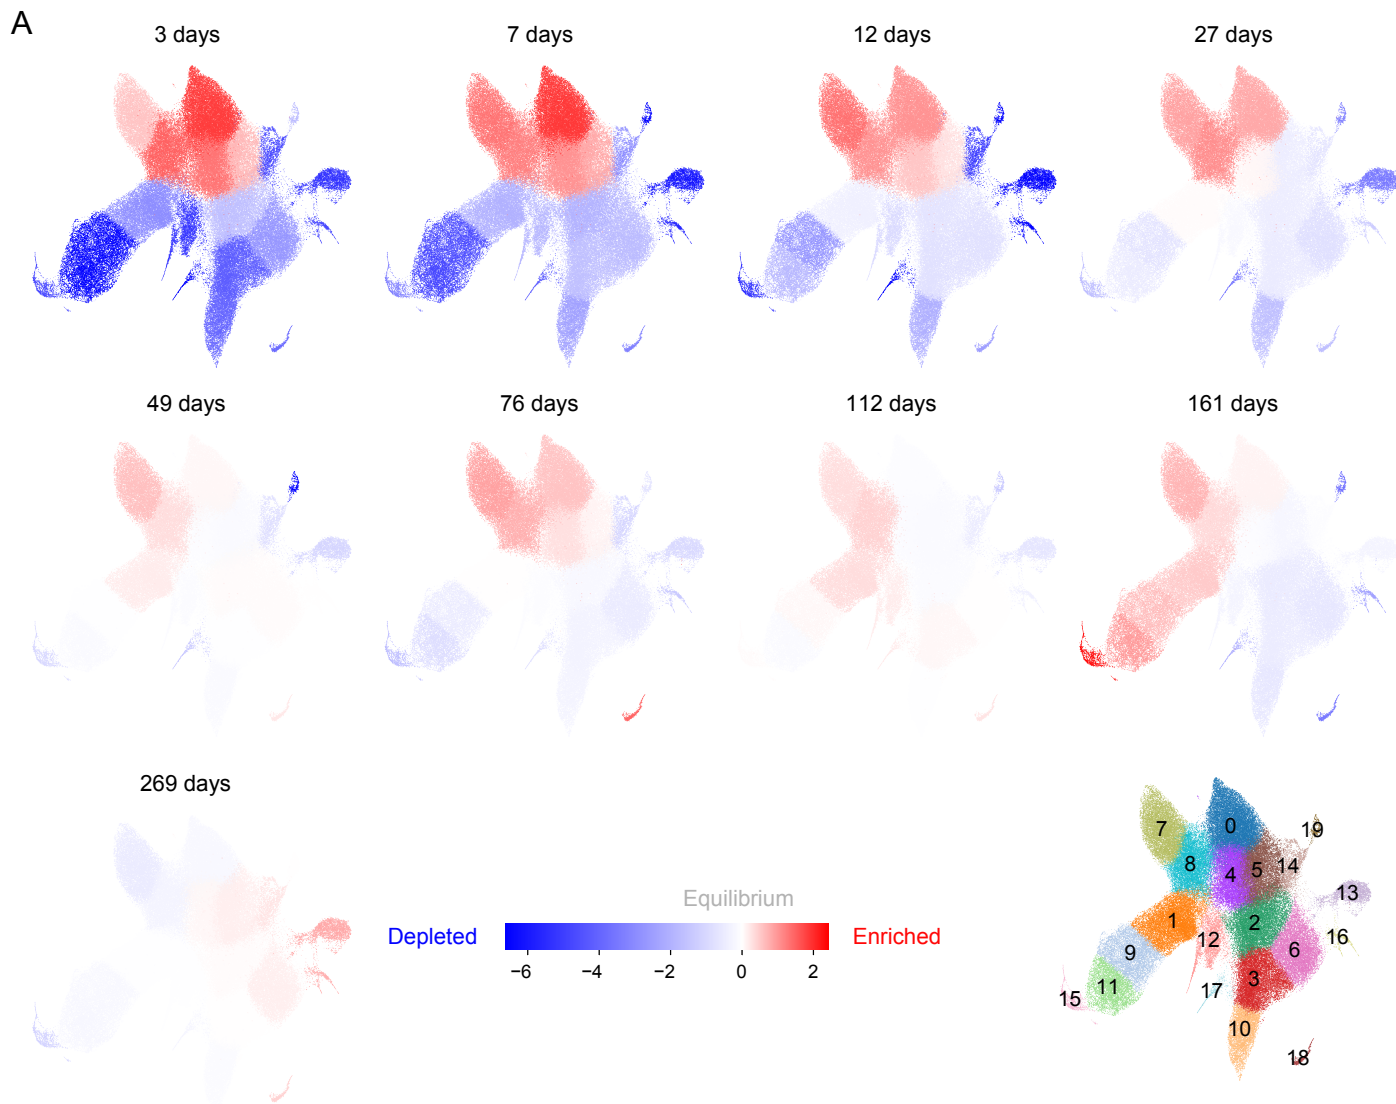 A
3 days
7 days
12 days
27 days
49 days
76 days
112 days
161 days
269 days
Equilibrium
Depleted
Enriched
−6
−4
−2
0
2
7
0
19
8
4
5
14
13
1
2
16
12
6
9
3
11
17
15
10
18